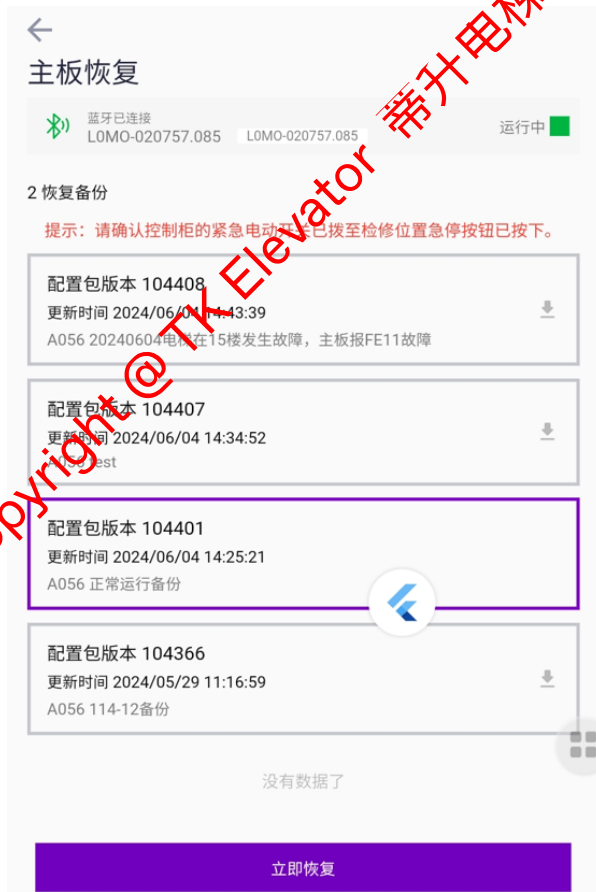 主板恢复
蓝牙已连接
L0MO-020757.085 L0MO-020757.085 运行中
2 恢复备份
提示：请确认控制柜的紧急电动开关已拨至检修位置急停按钮已按下。
配置包版本 104408
更新时间 2024/06/04 14:43:39
A056 20240604电梯在15楼发生故障，主板报FE11故障
配置包版本 104407
更新时间 2024/06/04 14:34:52
A056 test
配置包版本 104401
更新时间 2024/06/04 14:25:21
A056 正常运行备份
配置包版本 104366
更新时间 2024/05/29 11:16:59
A056 114-12备份
没有数据了
立即恢复
opyright @ TK Elevator 蒂升电梯